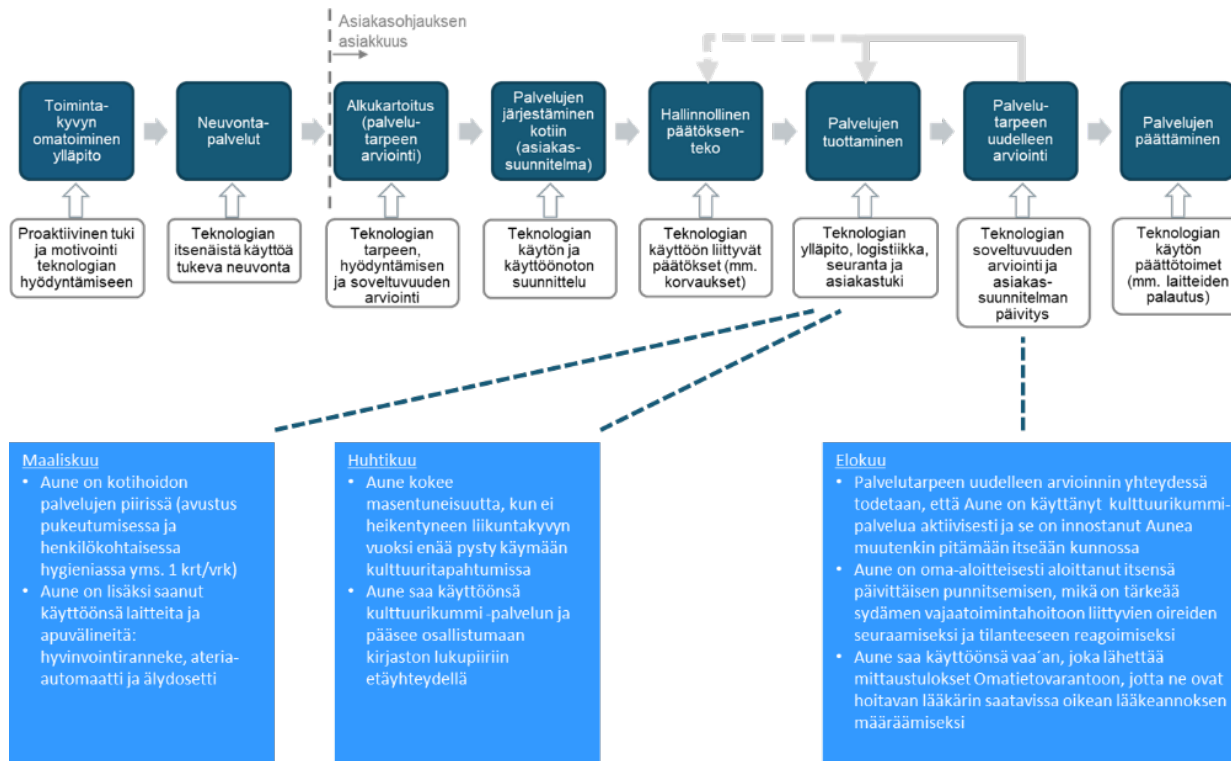 Asiakasohjauksen
asiakkuus
Toiminta-
kyvyn
omatoiminen
ylläpito
Neuvonta-
palvelut
Alkukartoitus
(palvelu-
tarpeen
arviointi)
Palvelujen
järjestäminen
kotiin
(asiakas-
suunnitelma)
Hallinnollinen
päätöksen-
teko
Palvelujen
tuottaminen
Palvelu-
tarpeen
uudelleen
arviointi
Palvelujen
päättäminen
Proaktiivinen tuki
ja motivointi
teknologian
hyödyntämiseen
Teknologian
itsenäistä käyttöä
tukeva neuvonta
Teknologian
tarpeen,
hyödyntämisen
ja soveltuvuuden
arviointi
Teknologian
käytön ja
käyttöönoton
suunnittelu
Teknologian
käyttöön liittyvät
päätökset (mm.
korvaukset)
Teknologian
ylläpito, logistiikka,
seuranta ja
asiakastuki
Teknologian
soveltuvuuden
arviointi ja
asiakas-
suunnitelman
päivitys
Teknologian
käytön
päättötoimet
(mm. laitteiden
palautus)
Maaliskuu
• Aune on kotihoidon
palvelujen piirissä (avustus
pukeutumisessa ja
henkilökohtaisessa
hygieniassa yms. 1 krt/vrk)
• Aune on lisäksi saanut
käyttöönsä laitteita ja
apuvälineitä:
hyvinvointiranneke, ateria-
automaatti ja älydosetti
Huhtikuu
• Aune kokee
masentuneisuutta, kun ei
heikentyneen liikuntakyvyn
vuoksi enää pysty käymään
kulttuuritapahtumissa
• Aune saa käyttöönsä
kulttuurikummi -palvelun ja
pääsee osallistumaan
kirjaston lukupiiriin
etäyhteydellä
Elokuu
• Palvelutarpeen uudelleen arvioinnin yhteydessä
todetaan, että Aune on käyttänyt kulttuurikummi-
palvelua aktiivisesti ja se on innostanut Aunea
muutenkin pitämään itseään kunnossa
• Aune on oma-aloitteisesti aloittanut itsensä
päivittäisen punnitsemisen, mikä on tärkeää
sydämen vajaatoimintahoitoon liittyvien oireiden
seuraamiseksi ja tilanteeseen reagoimiseksi
• Aune saa käyttöönsä vaa´an, joka lähettää
mittaustulokset Omatietovarantoon, jotta ne ovat
hoitavan lääkärin saatavissa oikean lääkeannoksen
määräämiseksi